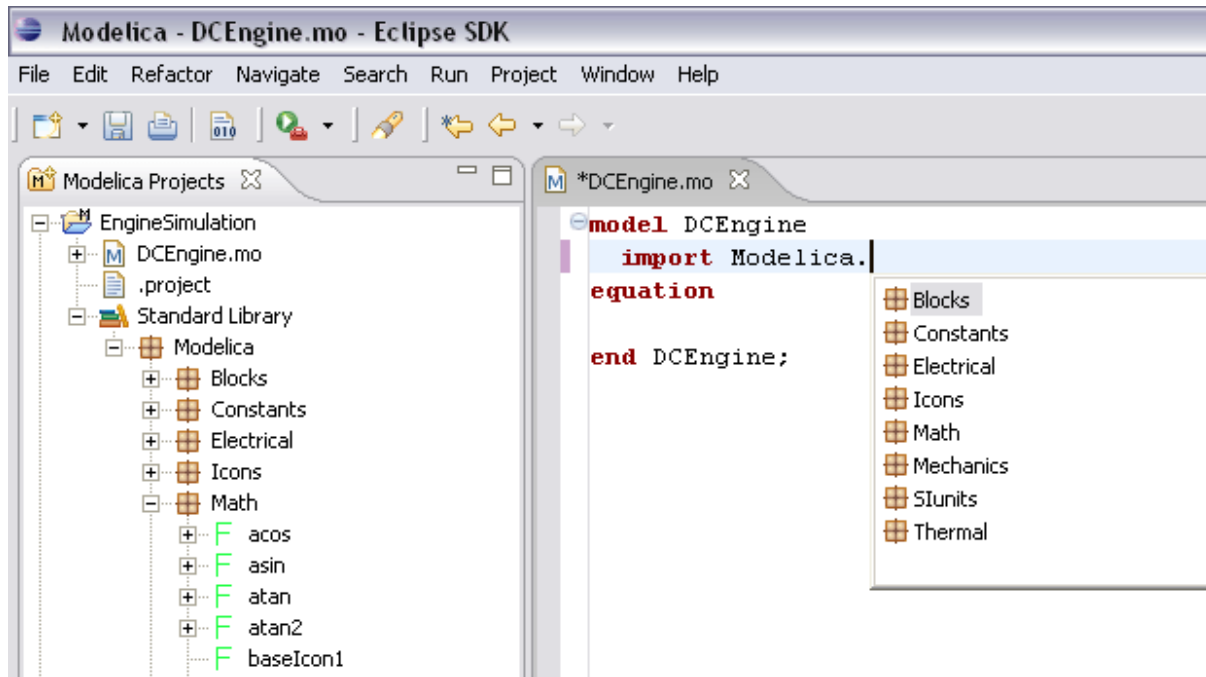 Modelica - DCEngine.mo - Eclipse SDK
File Edit Refactor Navigate Search Run Project Window Help
010
Modelica Projects
EngineSimulation
DCEngine.mo
.project
Standard Library
Modelica
Blocks
Constants
Electrical
Icons
Math
acos
asin
atan
atan2
baseIcon1
*DCEngine.mo
model DCEngine
import Modelica.
equation
end DCEngine;
Blocks
Constants
Electrical
Icons
Math
Mechanics
SIunits
Thermal